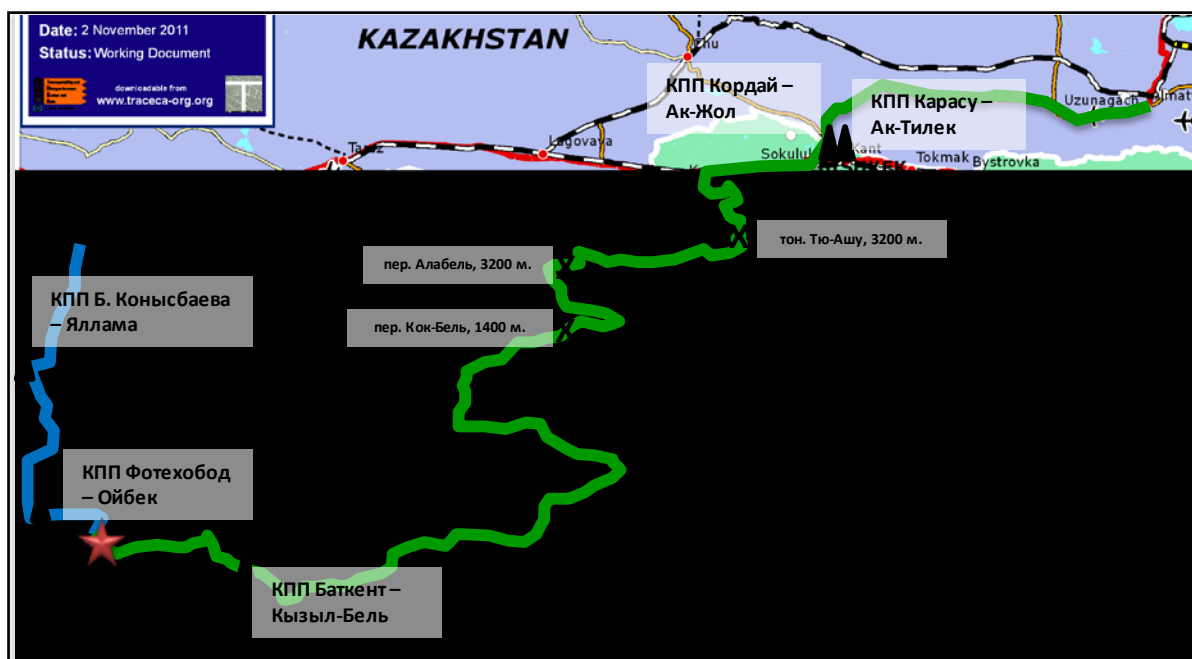 Date: 2 November 2011
Status: Working Document
downloadable from
www.traceca-org.org
KAZAKHSTAN
Chu
КПП Кордай –
Ак-Жол
КПП Карасу –
Ак-Тилек
Uzunagach
Lagovaya
Taraz
Sokuluk
Kant
Tokmak
Bystrovka
тон. Тю-Ашу, 3200 м.
пер. Алабель, 3200 м.
КПП Б. Конысбаева
– Яллама
пер. Кок-Бель, 1400 м.
КПП Фотехобод
– Ойбек
КПП Баткент –
Кызыл-Бель